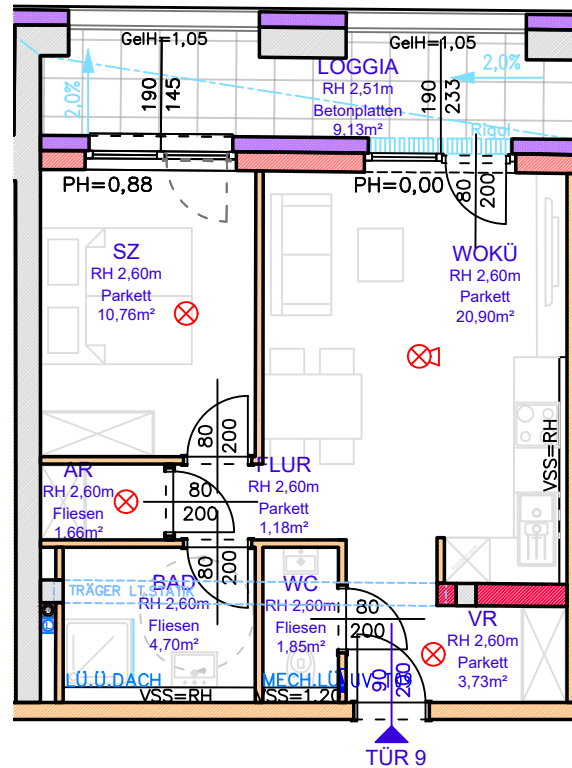 GelH=1,05
GelH=1,05
2,0%
190
145
LOGGIA
RH 2,51m
Betonplatten
9,13m²
190
233
2,0%
Rigol
PH=0,88
PH=0,00
80
200
SZ
RH 2,60m
Parkett
10,76m²
WOKÜ
RH 2,60m
Parkett
20,90m²
VSS=RH
80
200
AR
RH 2,60m
Fliesen
1,66m²
80
200
FLUR
RH 2,60m
Parkett
1,18m²
80
200
TRÄGER LT.STATIK
BAD
RH 2,60m
Fliesen
4,70m²
WC
RH 2,60m
Fliesen
1,85m²
80
200
VR
RH 2,60m
Parkett
3,73m²
LÜ.Ü.DACH
VSS=RH
MECH.LÜ
VSS=1.20
90
200
TÜR 9